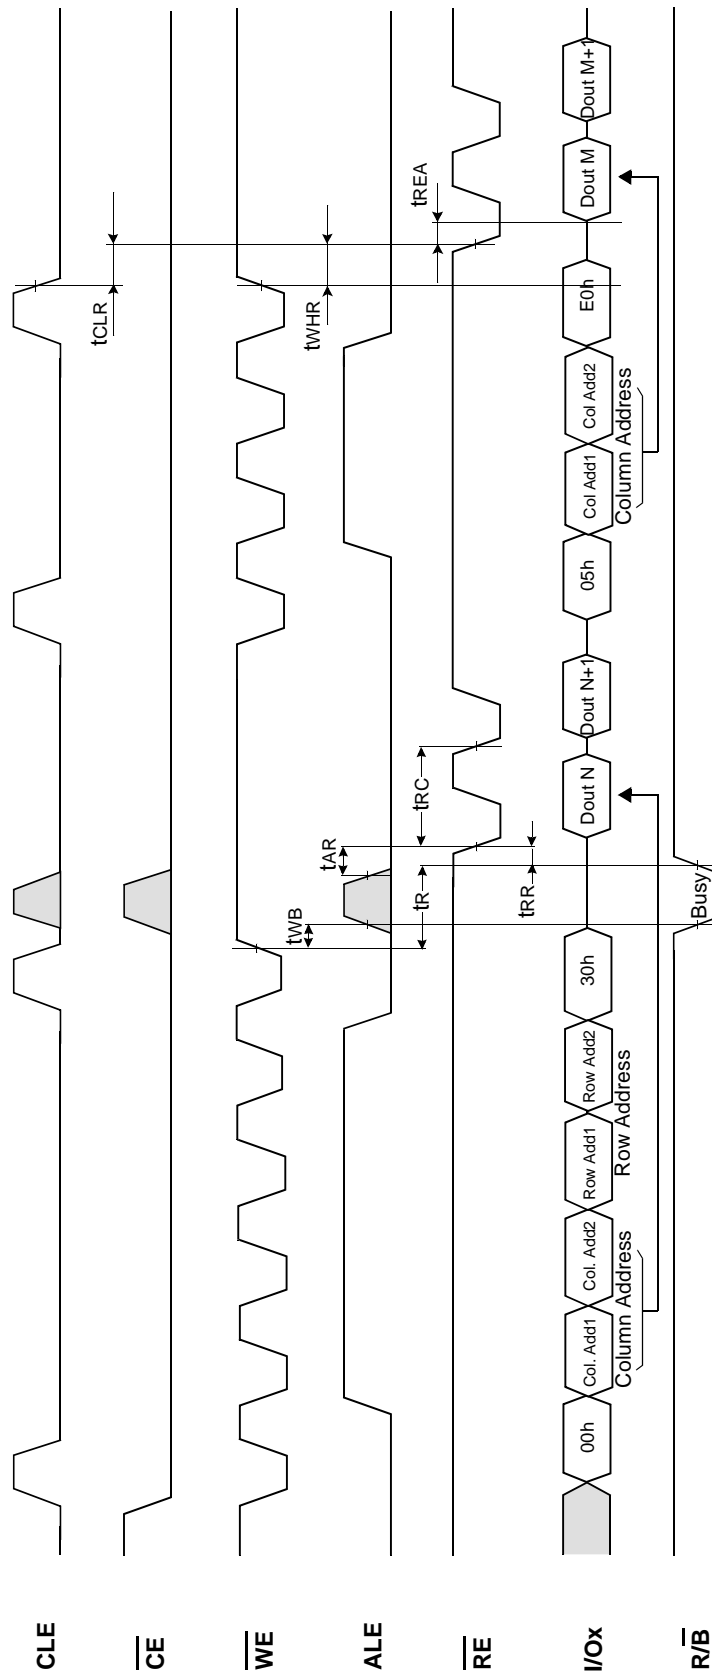 CLE
tCLR
CE
WE
tWB
tWHR
ALE
tAR
RE
tR
tRC
tREA
tRR
I/Ox
00h
Col. Add1
Col. Add2
Row Add1
Row Add2
30h
Dout N
Dout N+1
05h
Col Add1
Col Add2
E0h
Dout M
Dout M+1
Column Address
Row Address
Column Address
R/B
Busy